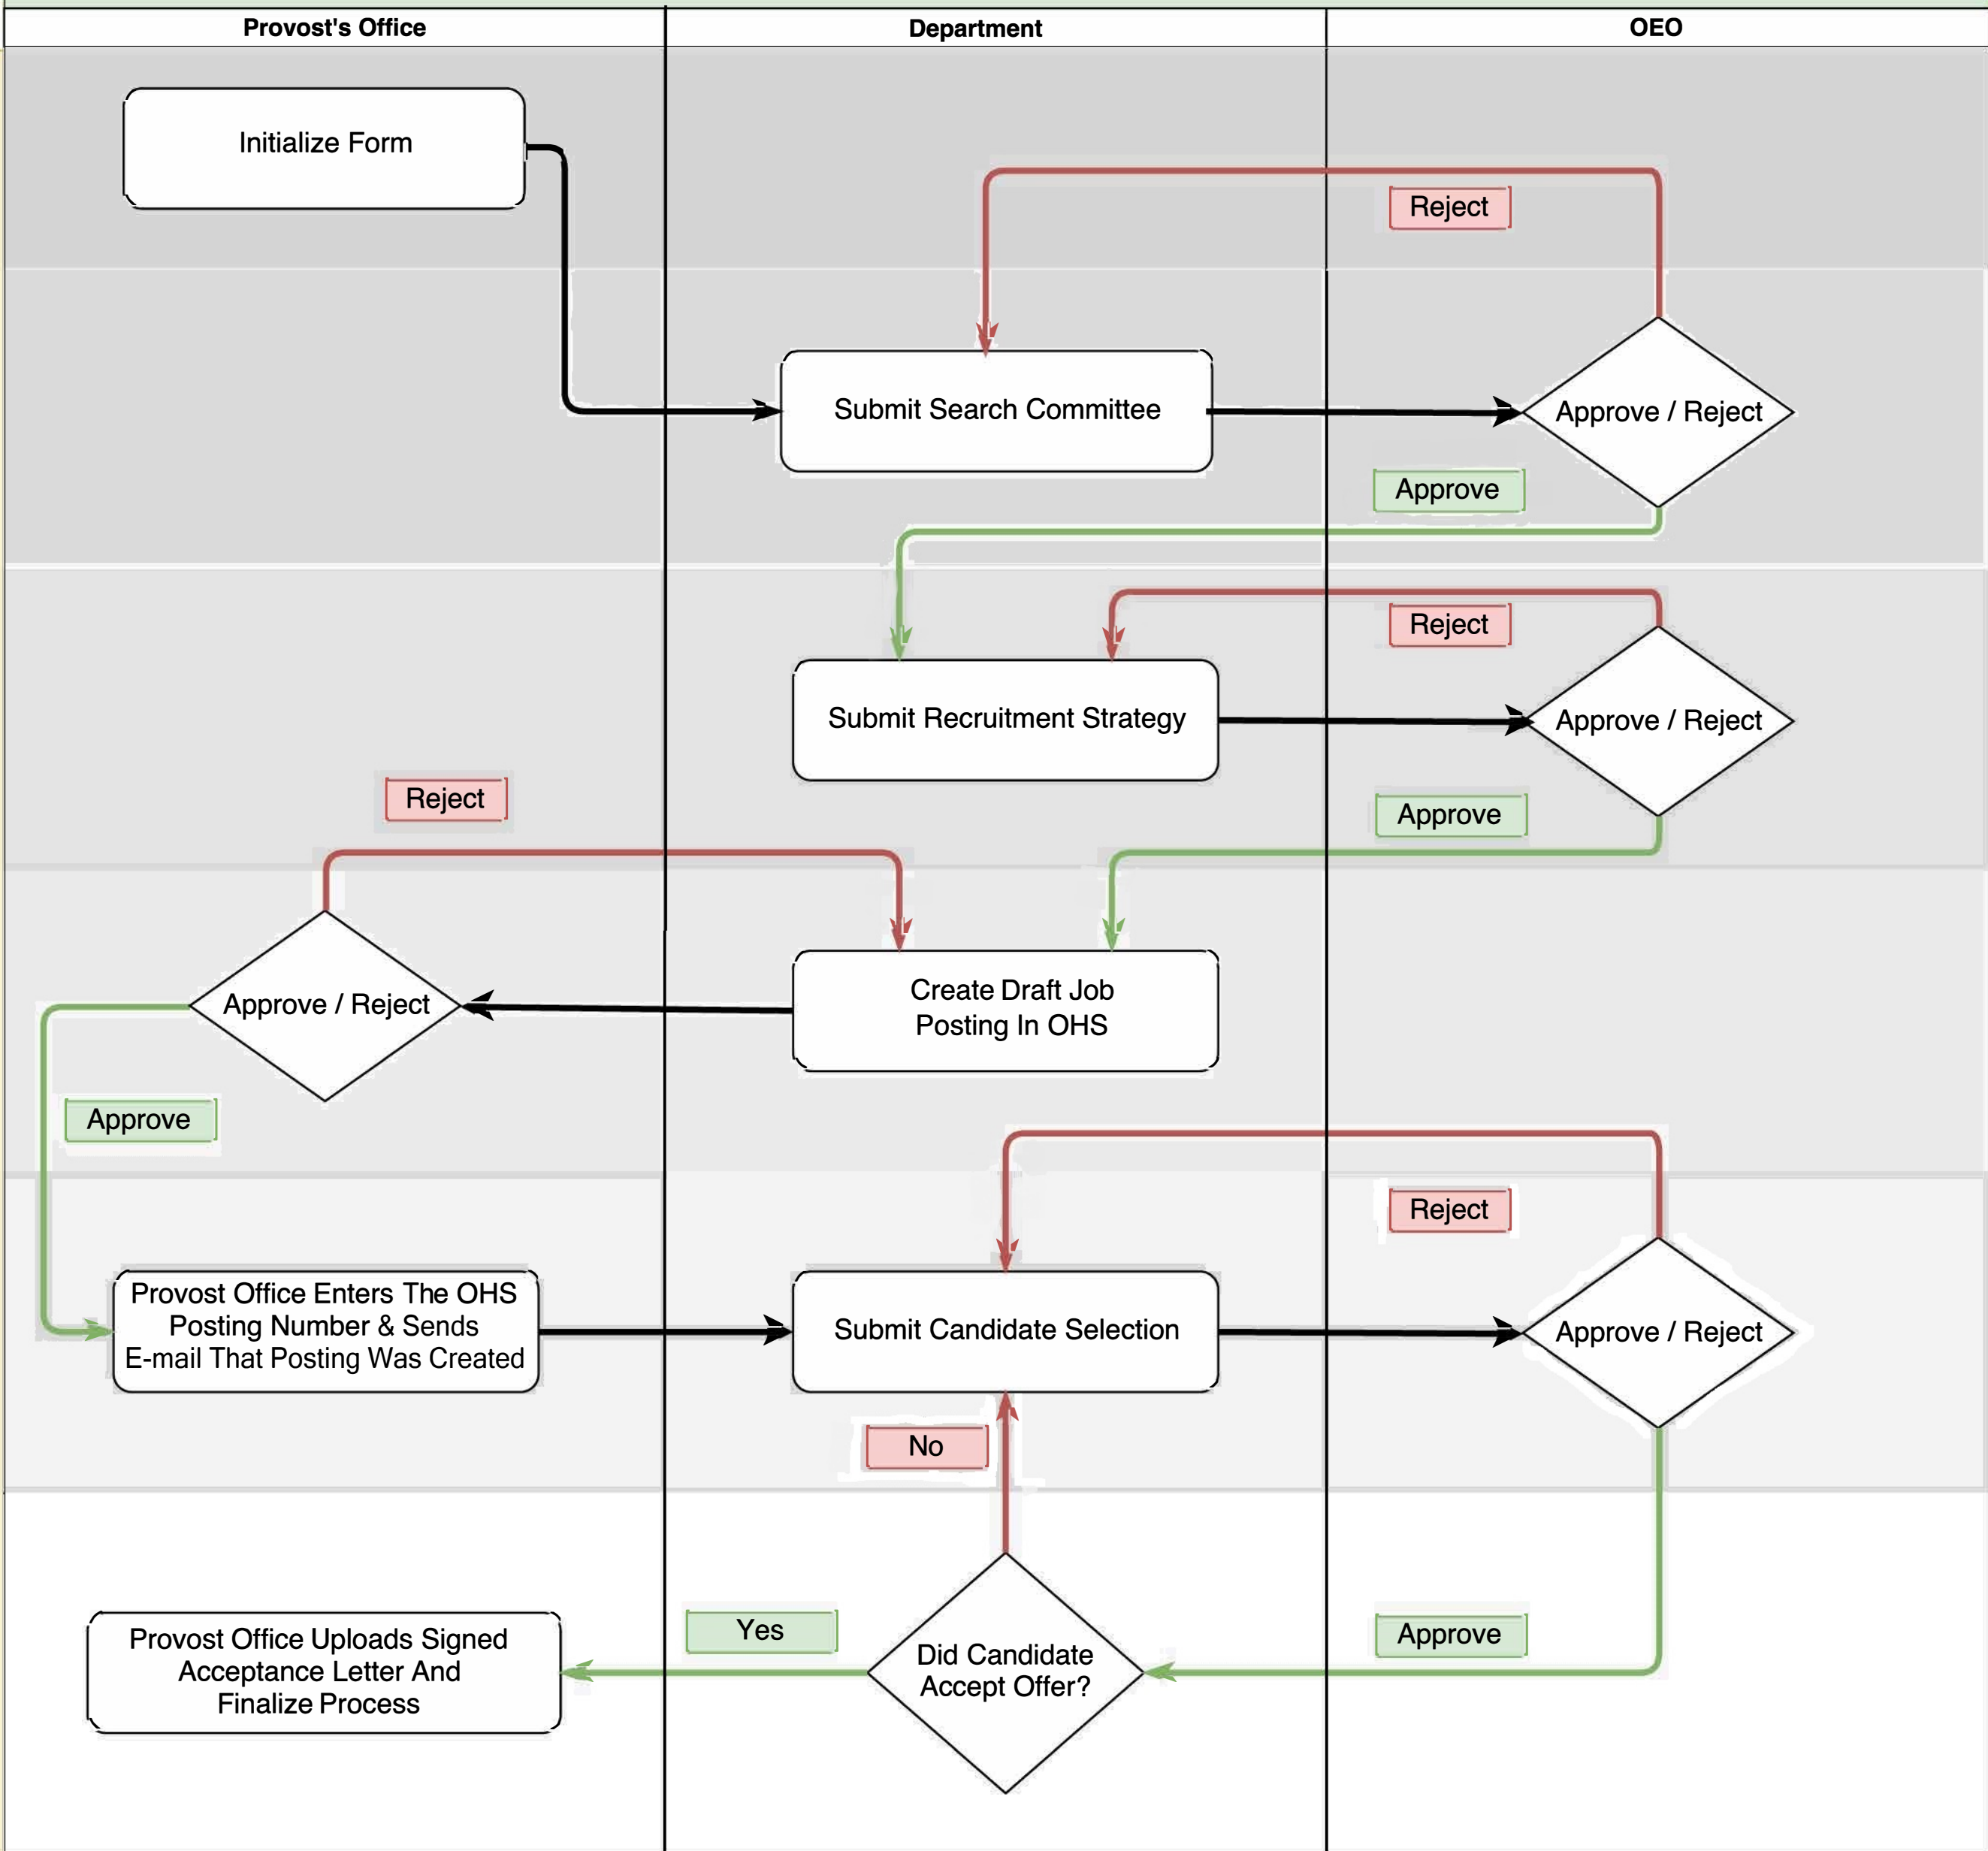 Provost's Office
Department
OEO
Initialize Form
Reject
Submit Search Committee
Approve / Reject
Approve
Reject
Submit Recruitment Strategy
Approve / Reject
Reject
Approve
Approve / Reject
Create Draft Job
Posting In OHS
Approve
Reject
Provost Office Enters The OHS
Posting Number & Sends
E-mail That Posting Was Created
Submit Candidate Selection
Approve / Reject
No
Yes
Approve
Provost Office Uploads Signed
Acceptance Letter And
Finalize Process
Did Candidate
Accept Offer?